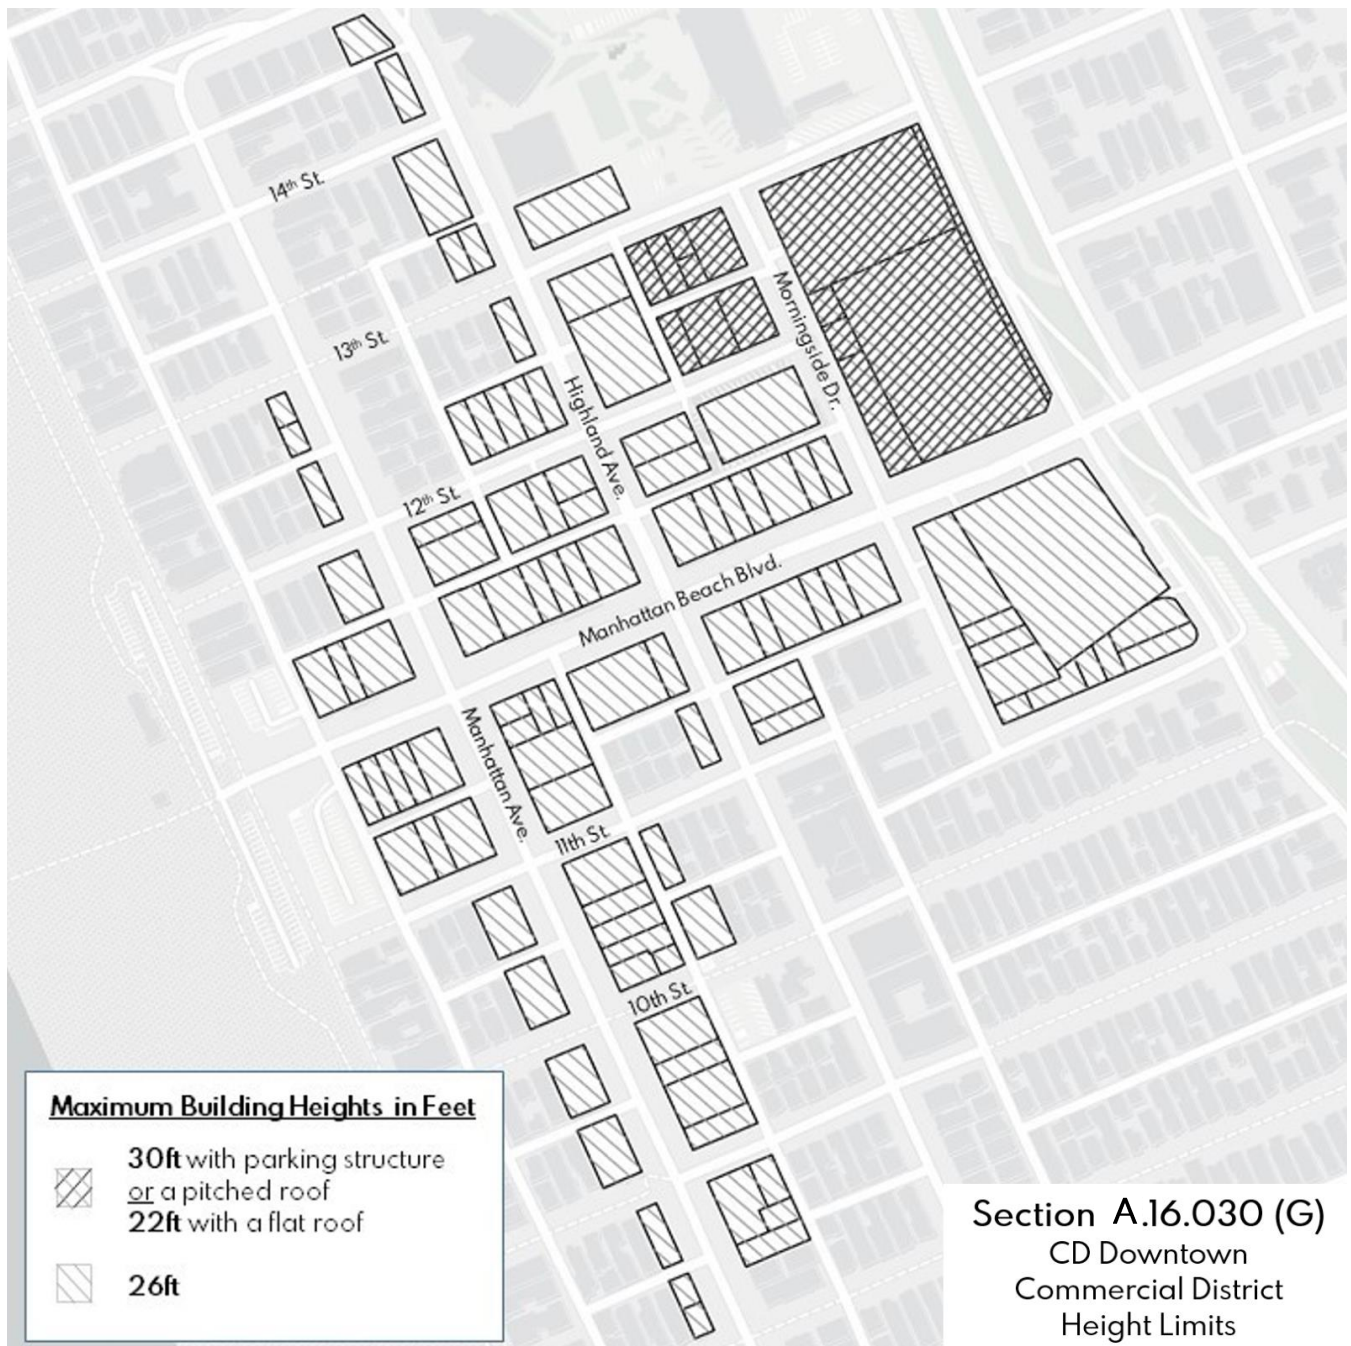 14th St.
13th St.
12th St.
Highland Ave.
Morningside Dr.
Manhattan Beach Blvd.
Manhattan Ave.
11th St.
10th St.
Maximum Building Heights in Feet
30ft with parking structure
or a pitched roof
22ft with a flat roof
26ft
Section A.16.030 (G)
CD Downtown
Commercial District
Height Limits